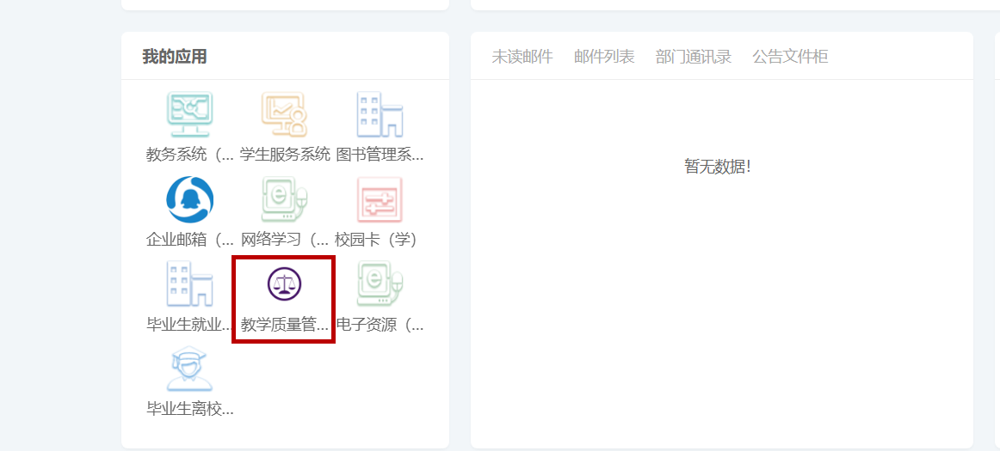 我的应用
教务系统（... 学生服务系统 图书管理系...
企业邮箱（... 网络学习（... 校园卡（学）
毕业生就业... 教学质量管... 电子资源（...
毕业生离校...
未读邮件 邮件列表 部门通讯录 公告文件柜
暂无数据！